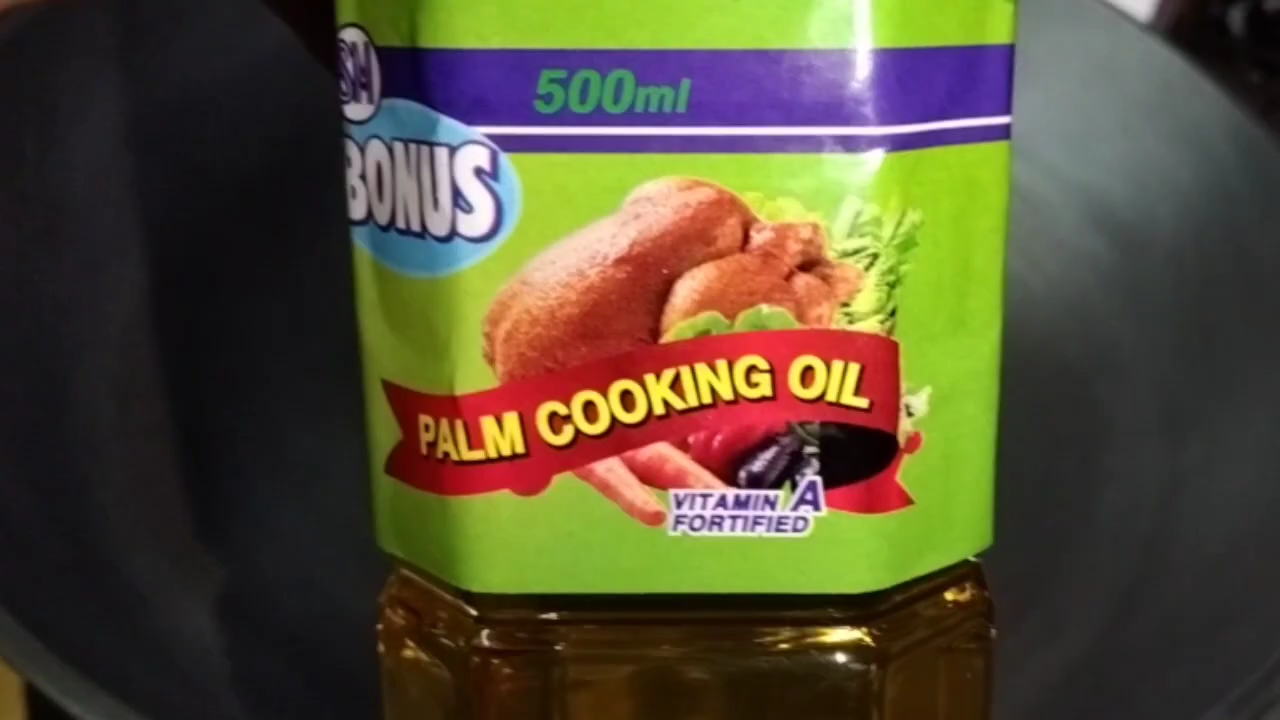 500ml
BONUS
PALM COOKING OIL
VITAMIN A
FORTIFIED